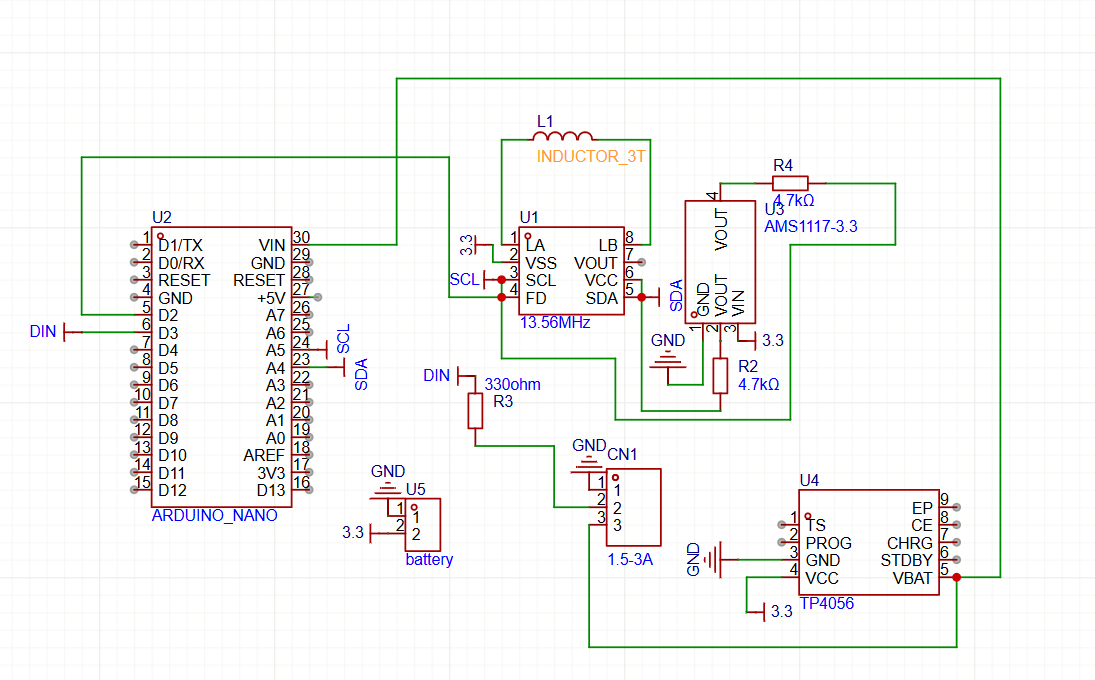 L1
INDUCTOR_3T
R4
4.7kΩ
U3
AMS1117-3.3
4
VOUT
GND
VOUT
VIN
1
2
3
3.3
GND
R2
4.7kΩ
U2
1 D1/TX
2 D0/RX
3 RESET
4 GND
5 D2
6 D3
7 D4
8 D5
9 D6
10 D7
11 D8
12 D9
13 D10
14 D11
15 D12
VIN 30
GND 29
RESET 28
+5V 27
A7 26
A6 25
A5 24
A4 23
A3 22
A2 21
A1 20
A0 19
AREF 18
3V3 17
D13 16
ARDUINO_NANO
DIN
SCL
SDA
U1
3.3
SCL
1 LA
2 VSS
3 SCL
4 FD
LB 8
VOUT 7
VCC 6
SDA 5
13.56MHz
SDA
DIN
330ohm
R3
GND
U5
1 1
2 2
3.3
battery
GND
CN1
1 1
2 2
3 3
1.5-3A
U4
1 TS
2 PROG
3 GND
4 VCC
EP 9
CE 8
CHRG 7
STDBY 6
VBAT 5
TP4056
GND
3.3